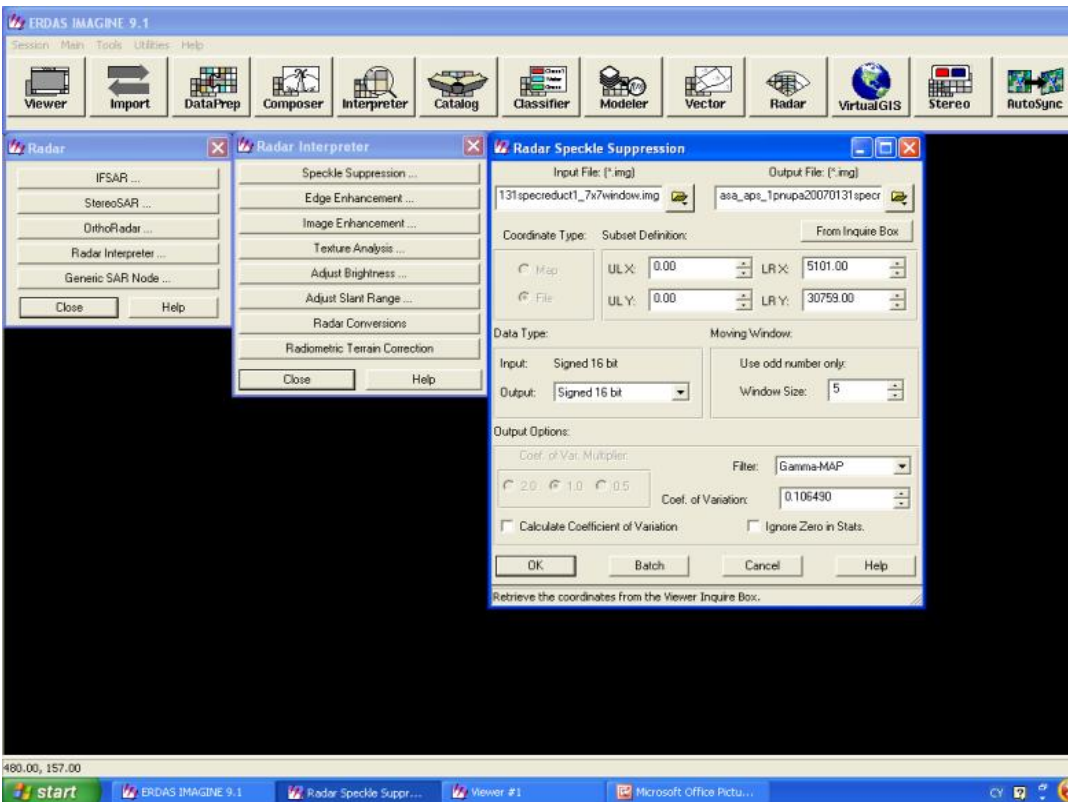 ERDAS IMAGINE 9.1
Session Main Tools Utilities Help
Viewer Import DataPrep Composer Interpreter Catalog Classifier Modeler Vector Radar VirtualGIS Stereo AutoSync
Radar
IFSAR ...
StereoSAR ...
OrthoRadar ...
Radar Interpreter ...
Generic SAR Node ...
Close Help
Radar Interpreter
Speckle Suppression ...
Edge Enhancement ...
Image Enhancement ...
Texture Analysis ...
Adjust Brightness ...
Adjust Slant Range ...
Radar Conversions
Radiometric Terrain Correction
Close Help
Radar Speckle Suppression
Input File: (*.img) Output File: (*.img)
131specreduct1_7x7window.img asa_aps_1pnupa20070131specr
Coordinate Type: Subset Definition: From Inquire Box
Map ULX: 0.00 LRX: 5101.00
File ULY: 0.00 LRY: 30759.00
Data Type: Moving Window:
Input: Signed 16 bit Use odd number only:
Output: Signed 16 bit Window Size: 5
Output Options:
Coef. of Var. Multiplier: Filter: Gamma-MAP
2.0 1.0 0.5 Coef. of Variation: 0.106490
Calculate Coefficient of Variation Ignore Zero in Stats.
OK Batch Cancel Help
Retrieve the coordinates from the Viewer Inquire Box.
480.00, 157.00
start ERDAS IMAGINE 9.1 Radar Speckle Suppr... Viewer #1 Microsoft Office Pictu... CY